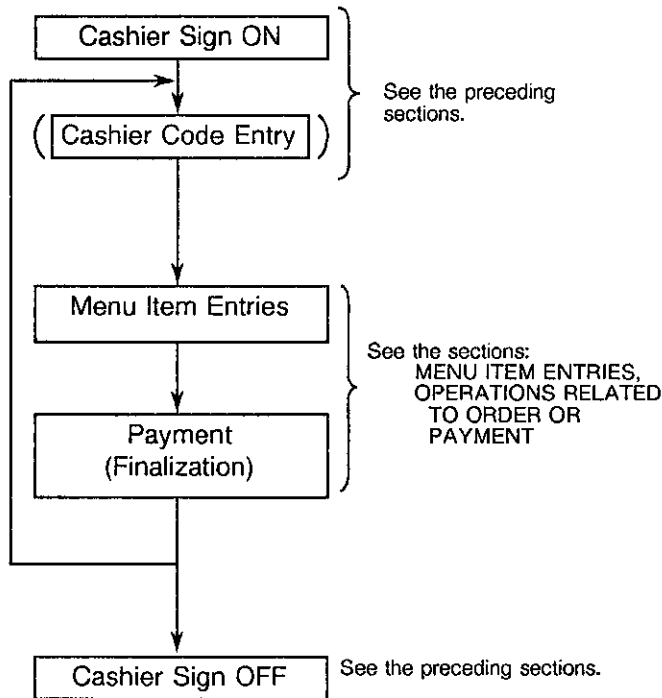 Cashier Sign ON
See the preceding
sections.
( Cashier Code Entry )
Menu Item Entries
See the sections:
MENU ITEM ENTRIES,
OPERATIONS RELATED
TO ORDER OR
PAYMENT
Payment
(Finalization)
Cashier Sign OFF
See the preceding sections.